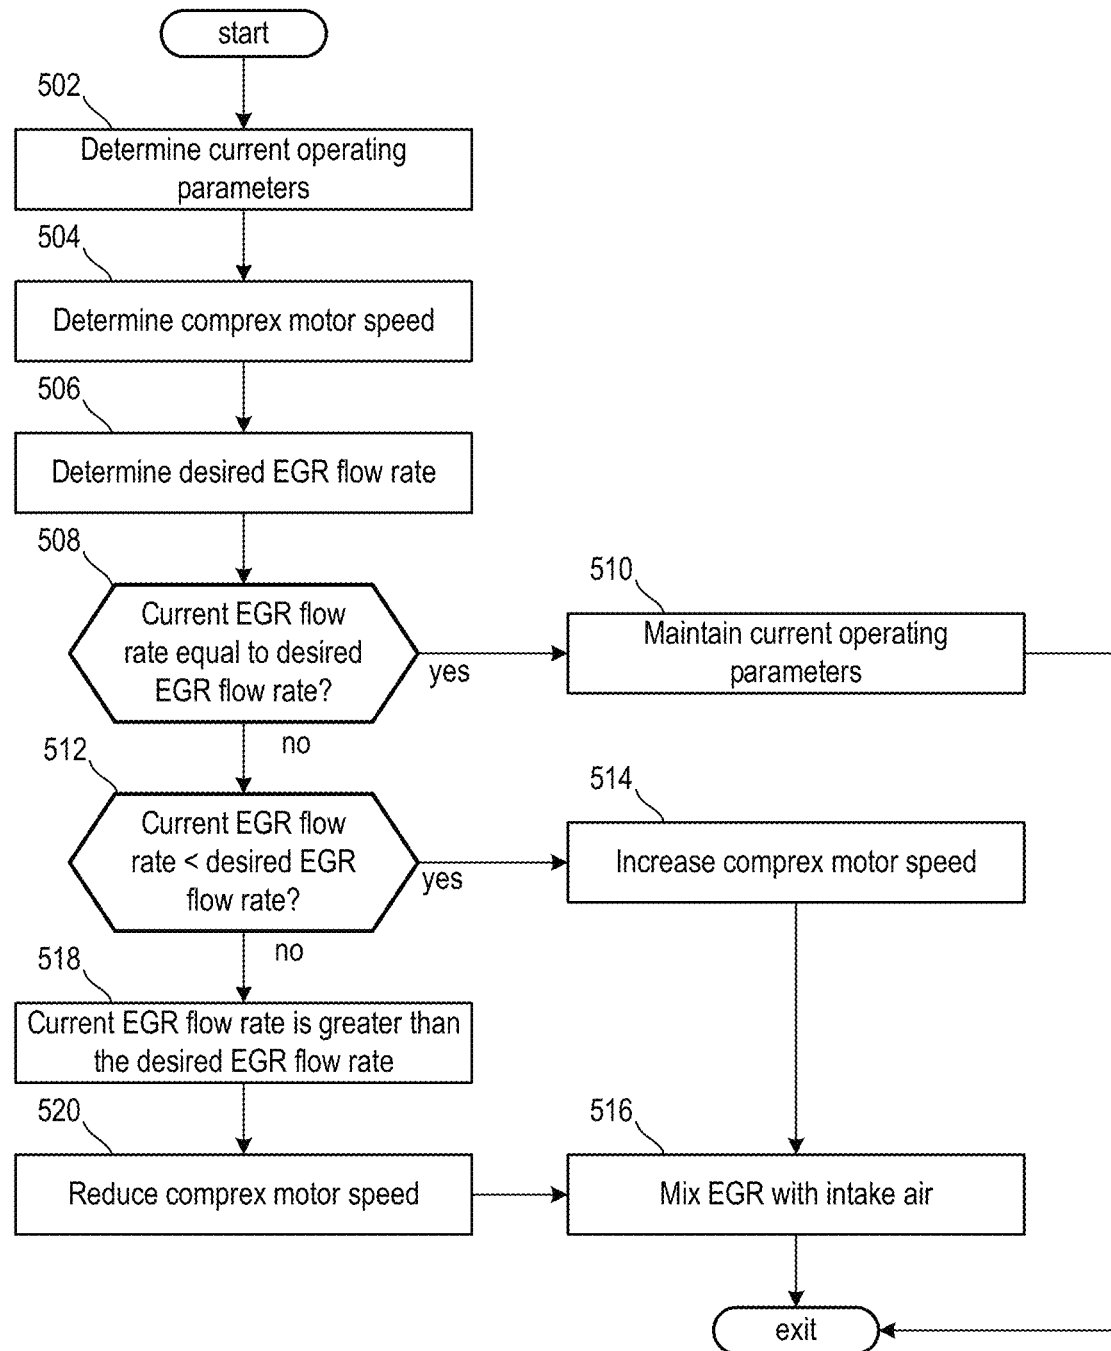 start
502
Determine current operating
parameters
504
Determine comprex motor speed
506
Determine desired EGR flow rate
508
Current EGR flow
rate equal to desired
EGR flow rate?
yes
no
510
Maintain current operating
parameters
512
Current EGR flow
rate < desired EGR
flow rate?
yes
no
514
Increase comprex motor speed
518
Current EGR flow rate is greater than
the desired EGR flow rate
520
Reduce comprex motor speed
516
Mix EGR with intake air
exit